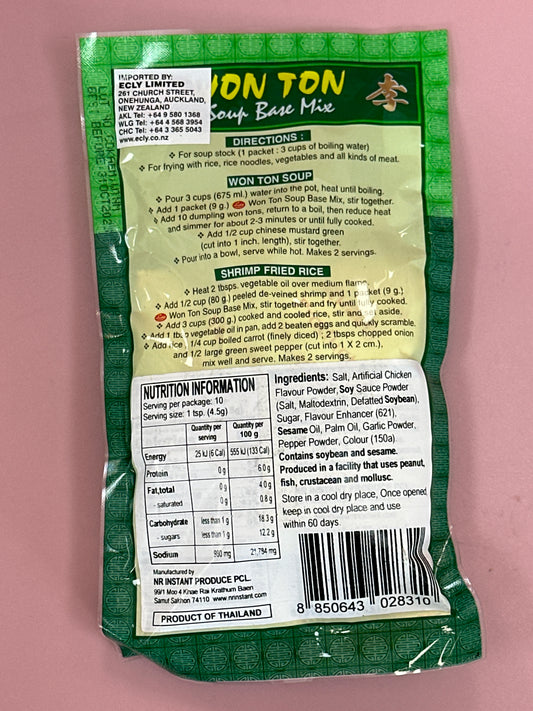 IMPORTED BY:
ECLY LIMITED
261 CHURCH STREET,
ONEHUNGA, AUCKLAND,
NEW ZEALAND
AKL Tel: +64 9 580 1368
WLG Tel: +64 4 568 3954
CHC Tel: +64 3 365 5043
www.ecly.co.nz
WON TON
Soup Base Mix
李
DIRECTIONS :
❖ For soup stock (1 packet : 3 cups of boiling water)
❖ For frying with rice, rice noodles, vegetables and all kinds of meat.
WON TON SOUP
❖ Pour 3 cups (675 ml.) water into the pot, heat until boiling.
❖ Add 1 packet (9 g.) Won Ton Soup Base Mix, stir together.
❖ Add 10 dumpling won tons, return to a boil, then reduce heat
and simmer for about 2-3 minutes or until fully cooked.
❖ Add 1/2 cup chinese mustard green
(cut into 1 inch. length), stir together.
❖ Pour into a bowl, serve while hot. Makes 2 servings.
SHRIMP FRIED RICE
❖ Heat 2 tbsps. vegetable oil over medium flame.
❖ Add 1/2 cup (80 g.) peeled de-veined shrimp and 1 packet (9 g.)
Won Ton Soup Base Mix, stir together and fry until fully cooked.
❖ Add 3 cups (300 g.) cooked and cooled rice, stir and set aside.
❖ Add 1 tbsp vegetable oil in pan, add 2 beaten eggs and quickly scramble.
❖ Add rice, 1/4 cup boiled carrot (finely diced) ; 2 tbsps chopped onion
and 1/2 large green sweet pepper (cut into 1 X 2 cm.),
mix well and serve. Makes 2 servings.
NUTRITION INFORMATION
Serving per package: 10
Serving size: 1 tsp. (4.5g)
Quantity per serving Quantity per 100 g
Energy 25 kJ (6 Cal) 555 kJ (133 Cal)
Protein 0 g 6.0 g
Fat, total 0 g 4.0 g
- saturated 0 g 0.8 g
Carbohydrate less than 1 g 18.3 g
- sugars less than 1 g 12.2 g
Sodium 900 mg 21,784 mg
Ingredients: Salt, Artificial Chicken
Flavour Powder, Soy Sauce Powder
(Salt, Maltodextrin, Defatted Soybean),
Sugar, Flavour Enhancer (621),
Sesame Oil, Palm Oil, Garlic Powder,
Pepper Powder, Colour (150a).
Contains soybean and sesame.
Produced in a facility that uses peanut,
fish, crustacean and mollusc.
Store in a cool dry place, Once opened
keep in cool dry place and use
within 60 days.
Manufactured by
NR INSTANT PRODUCE PCL.
99/1 Moo 4 Khae Rai Krathum Baen
Samut Sakhon 74110 www.nrinstant.com
PRODUCT OF THAILAND
8 850643 028310